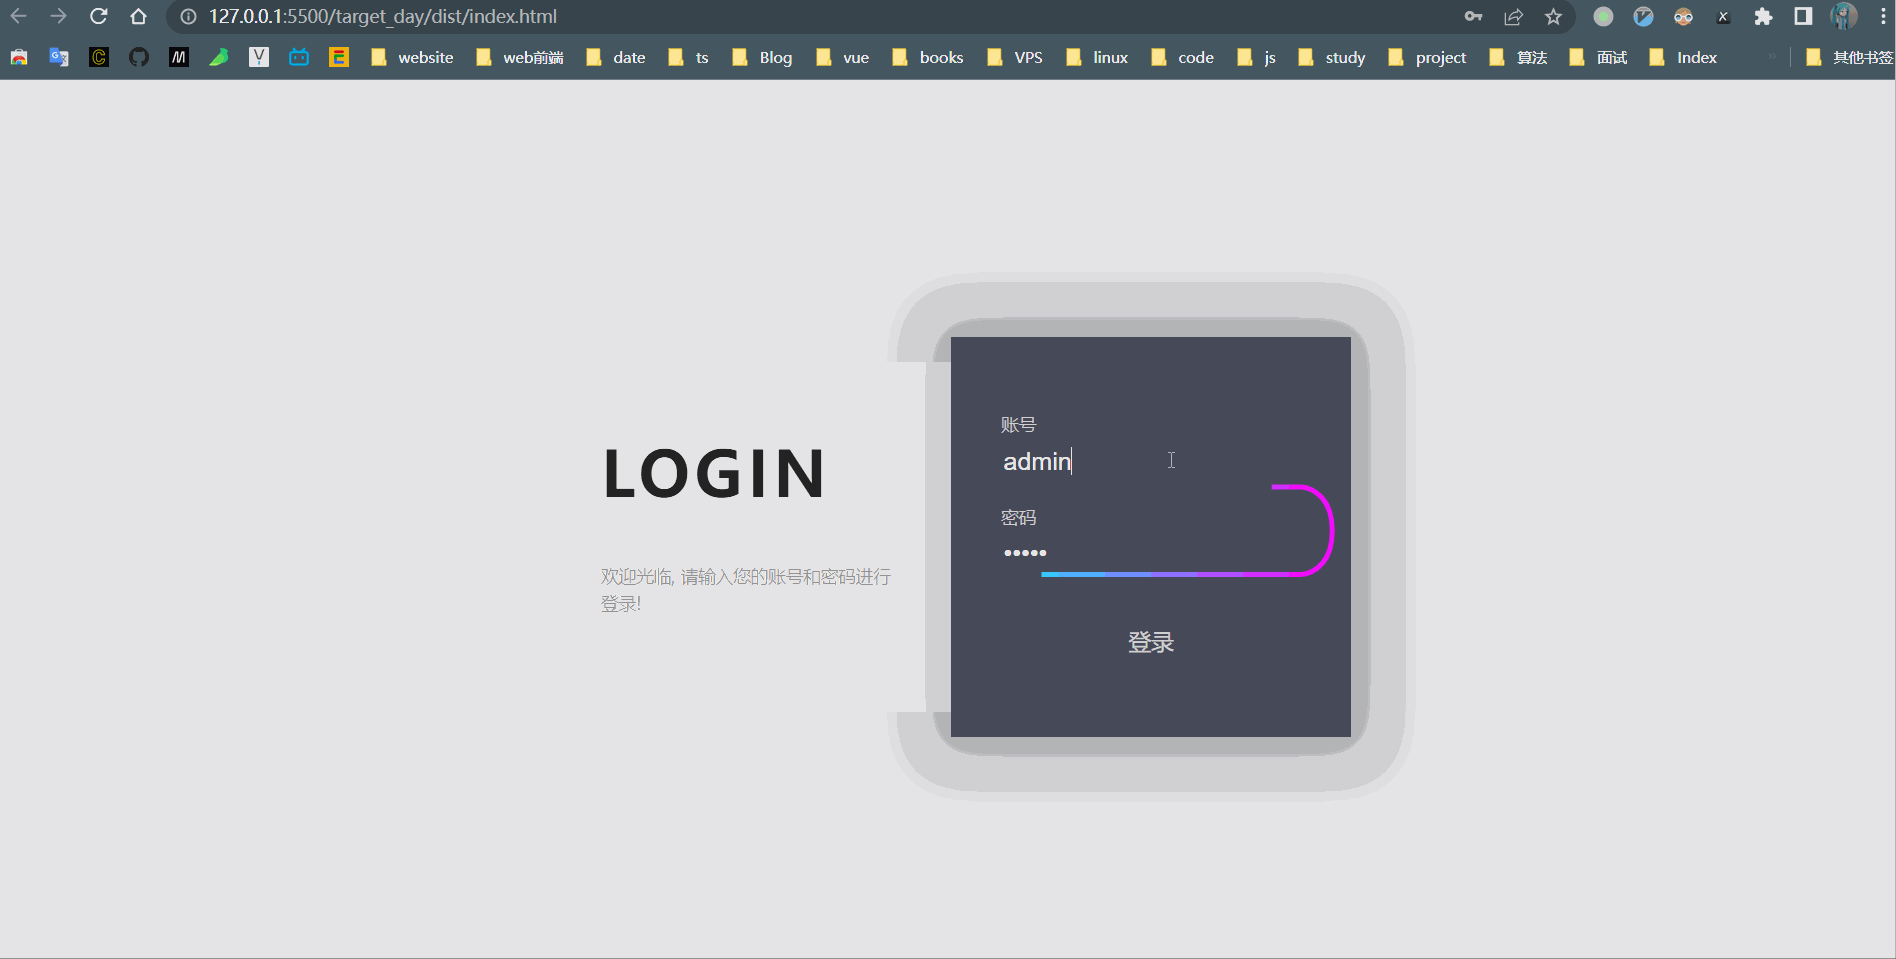 127.0.0.1:5500/target_day/dist/index.html
website web前端 date ts Blog vue books VPS linux code js study project 算法 面试 Index » 其他书签
账号
admin
LOGIN
密码
•••••
欢迎光临, 请输入您的账号和密码进行
登录!
登录